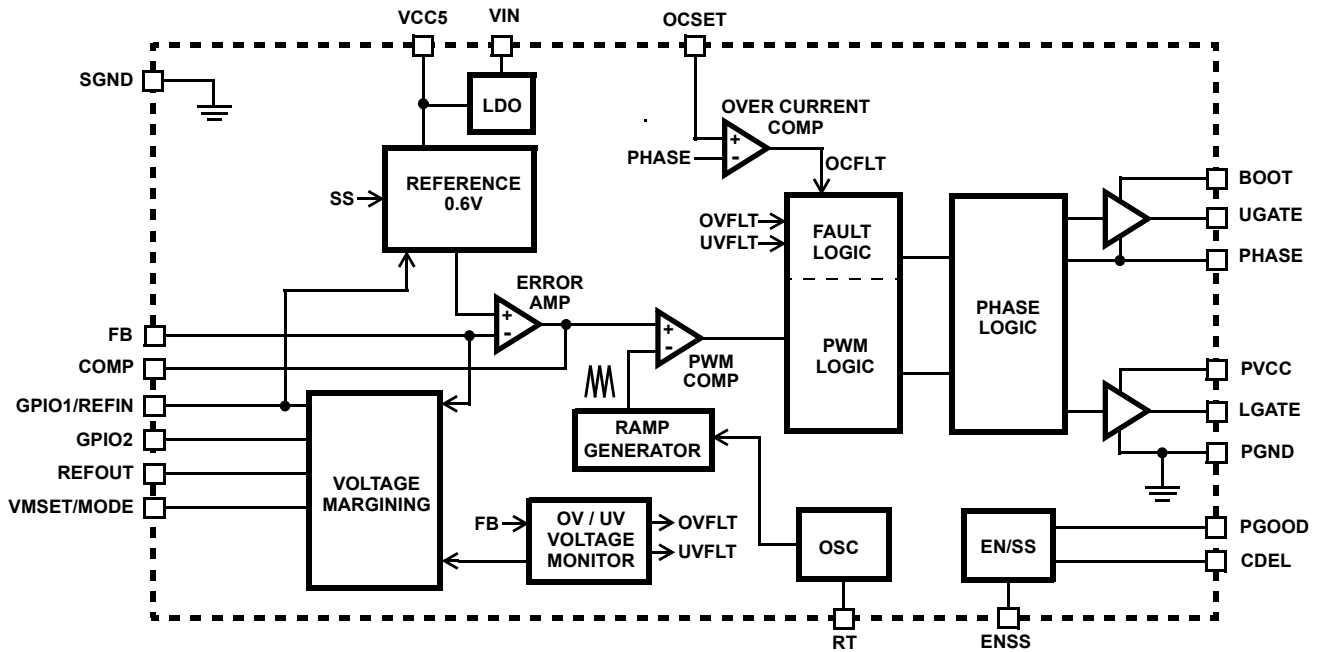 VCC5
VIN
OCSET
SGND
LDO
OVER CURRENT
COMP
+
-
PHASE
OCFLT
REFERENCE
0.6V
SS
BOOT
UGATE
PHASE
OVFLT
UVFLT
FAULT
LOGIC
PHASE
LOGIC
ERROR
AMP
+
-
FB
COMP
+
-
PWM
COMP
PWM
LOGIC
PVCC
LGATE
PGND
GPIO1/REFIN
GPIO2
REFOUT
VMSET/MODE
VOLTAGE
MARGINING
RAMP
GENERATOR
FB
OV / UV
VOLTAGE
MONITOR
OVFLT
UVFLT
OSC
EN/SS
PGOOD
CDEL
RT
ENSS